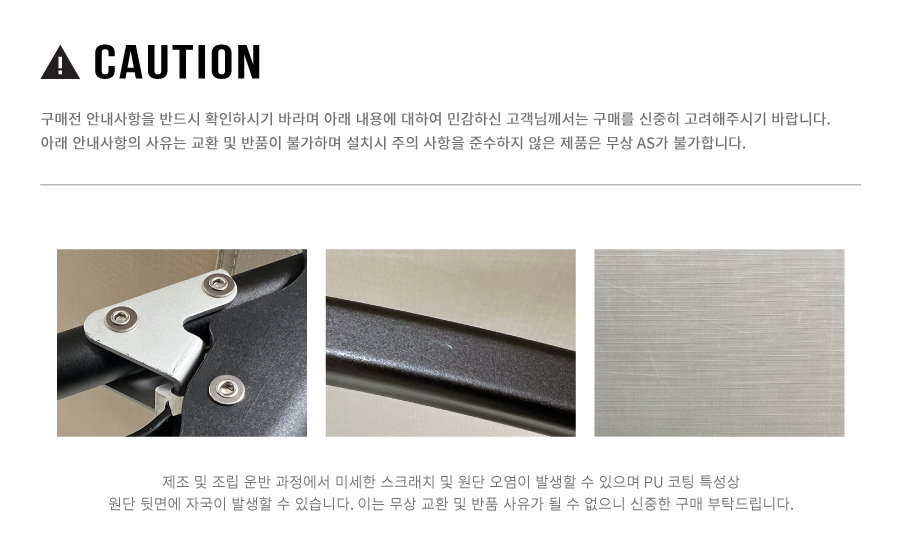 CAUTION
구매전 안내사항을 반드시 확인하시기 바라며 아래 내용에 대하여 민감하신 고객님께서는 구매를 신중히 고려해주시기 바랍니다.
아래 안내사항의 사유는 교환 및 반품이 불가하며 설치시 주의 사항을 준수하지 않은 제품은 무상 AS가 불가합니다.
제조 및 조립 운반 과정에서 미세한 스크래치 및 원단 오염이 발생할 수 있으며 PU 코팅 특성상
원단 뒷면에 자국이 발생할 수 있습니다. 이는 무상 교환 및 반품 사유가 될 수 없으니 신중한 구매 부탁드립니다.